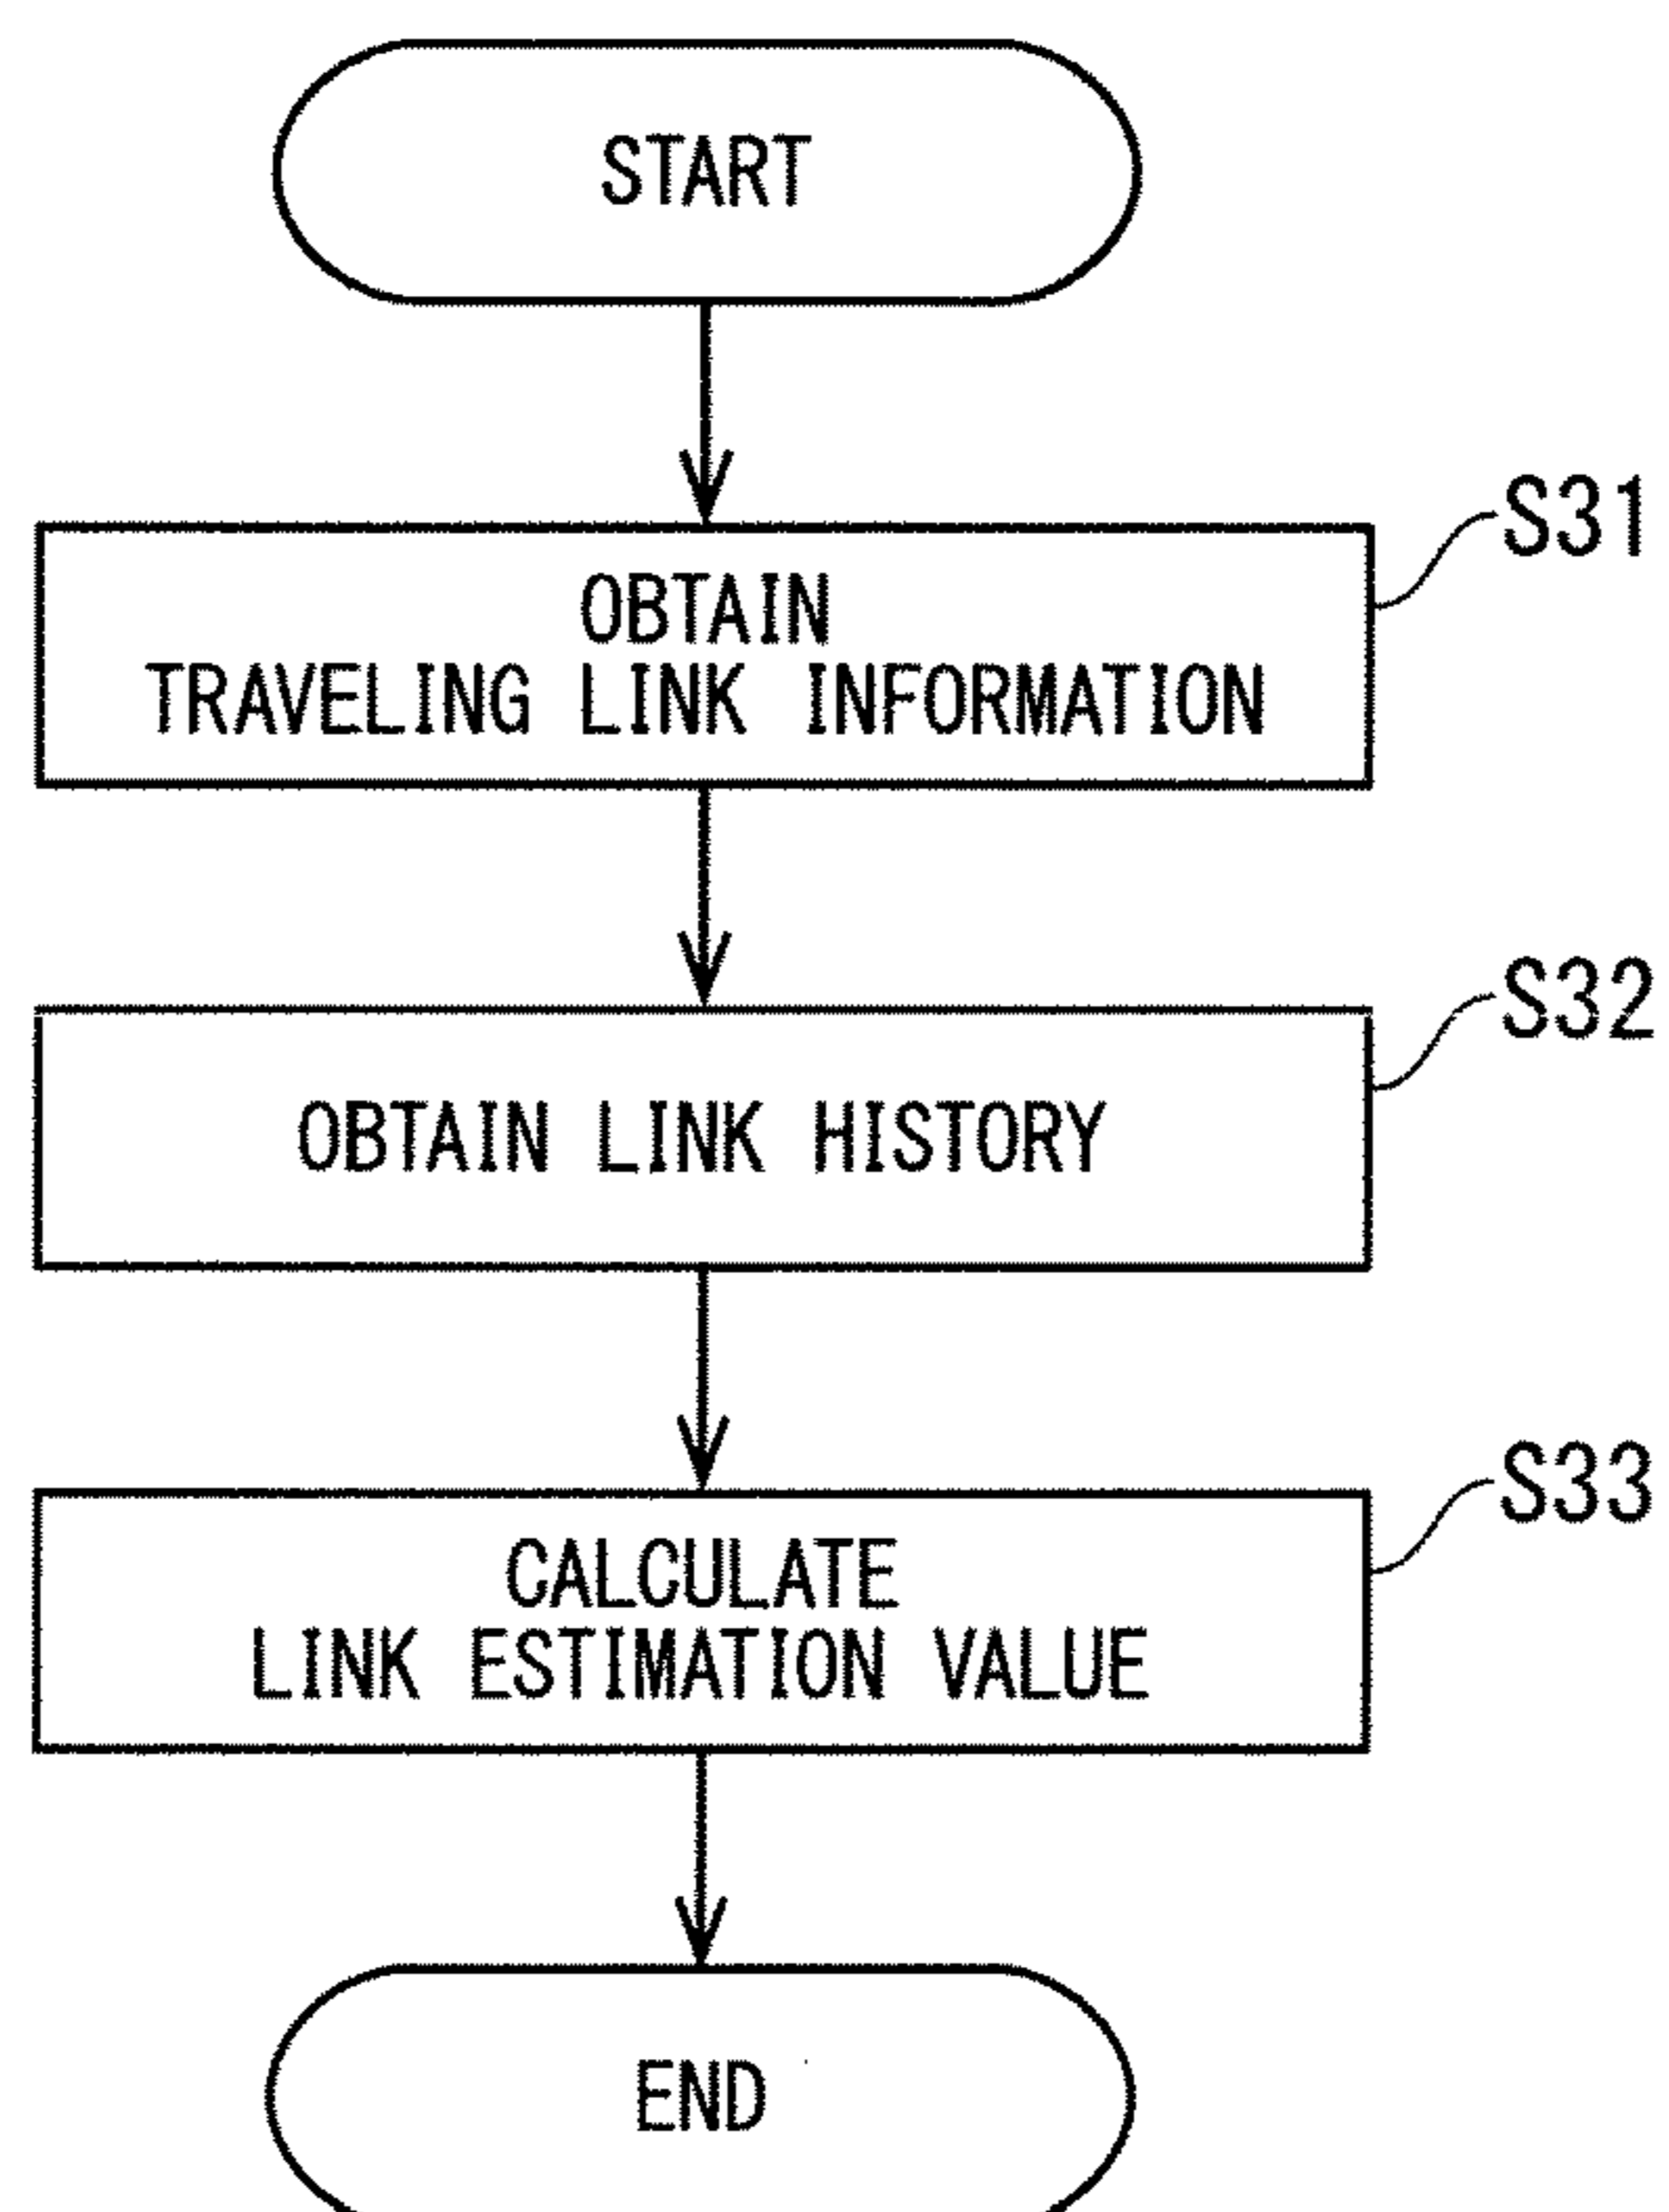 START
S31
OBTAIN
TRAVELING LINK INFORMATION
S32
OBTAIN LINK HISTORY
S33
CALCULATE
LINK ESTIMATION VALUE
END